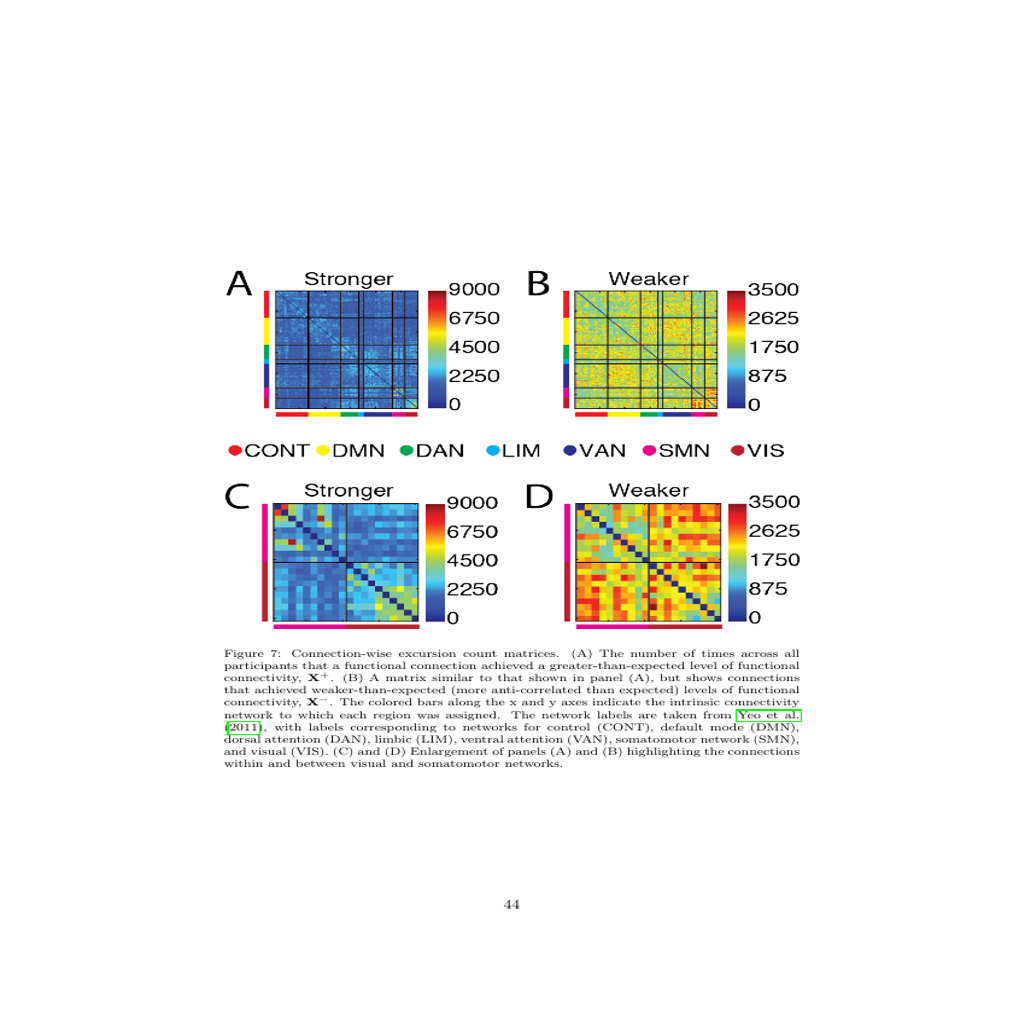 A Stronger B Weaker
9000 3500
6750 2625
4500 1750
2250 875
0 0
CONT DMN DAN LIM VAN SMN VIS
C Stronger D Weaker
9000 3500
6750 2625
4500 1750
2250 875
0 0
Figure 7: Connection-wise excursion count matrices. (A) The number of times across all
participants that a functional connection achieved a greater-than-expected level of functional
connectivity, X⁺. (B) A matrix similar to that shown in panel (A), but shows connections
that achieved weaker-than-expected (more anti-correlated than expected) levels of functional
connectivity, X⁻. The colored bars along the x and y axes indicate the intrinsic connectivity
network to which each region was assigned. The network labels are taken from Yeo et al.
(2011), with labels corresponding to networks for control (CONT), default mode (DMN),
dorsal attention (DAN), limbic (LIM), ventral attention (VAN), somatomotor network (SMN),
and visual (VIS). (C) and (D) Enlargement of panels (A) and (B) highlighting the connections
within and between visual and somatomotor networks.
44